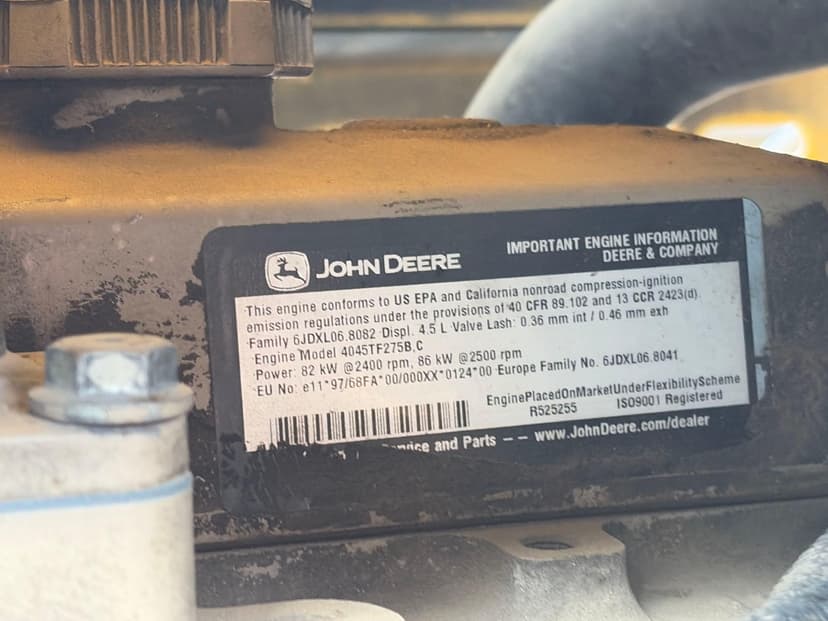 JOHN DEERE
IMPORTANT ENGINE INFORMATION
DEERE & COMPANY
This engine conforms to US EPA and California nonroad compression-ignition
emission regulations under the provisions of 40 CFR 89.102 and 13 CCR 2423(d).
Family 6JDXL06.8082 Displ. 4.5 L Valve Lash: 0.36 mm int / 0.46 mm exh
Engine Model 4045TF275B,C
Power: 82 kW @2400 rpm, 86 kW @2500 rpm
EU No: e11*97/68FA*00/000XX*0124*00 Europe Family No. 6JDXL06.8041
EnginePlacedOnMarketUnderFlexibilityScheme
R525255 ISO9001 Registered
and Parts -- www.JohnDeere.com/dealer